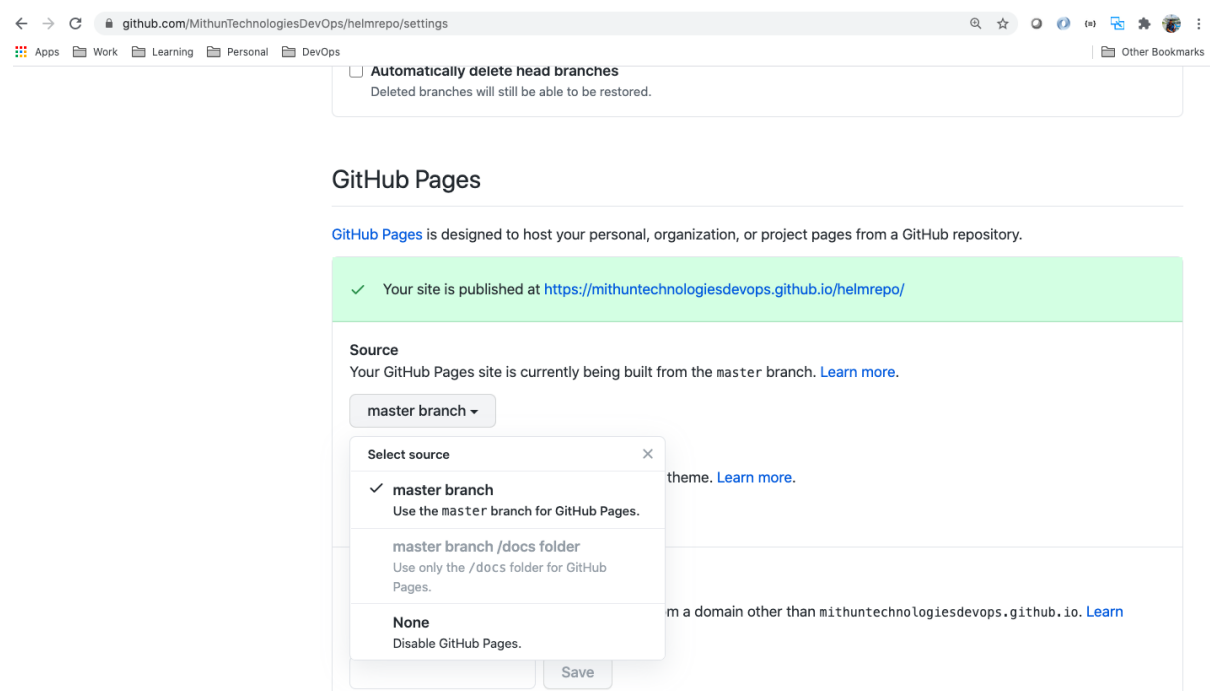 github.com/MithunTechnologiesDevOps/helmrepo/settings
Apps Work Learning Personal DevOps Other Bookmarks
Automatically delete head branches
Deleted branches will still be able to be restored.
GitHub Pages
GitHub Pages is designed to host your personal, organization, or project pages from a GitHub repository.
Your site is published at https://mithuntechnologiesdevops.github.io/helmrepo/
Source
Your GitHub Pages site is currently being built from the master branch. Learn more.
master branch
Select source
theme. Learn more.
master branch
Use the master branch for GitHub Pages.
master branch /docs folder
Use only the /docs folder for GitHub
Pages.
m a domain other than mithuntechnologiesdevops.github.io. Learn
None
Disable GitHub Pages.
Save